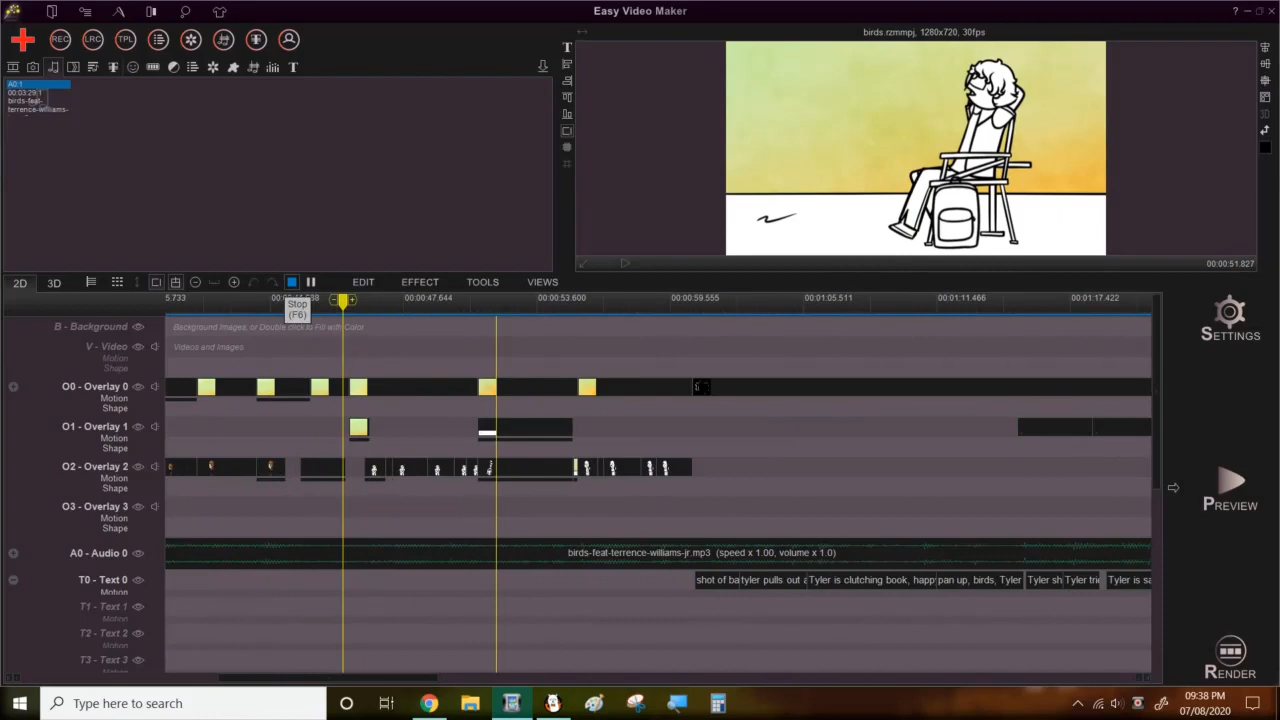 Easy Video Maker
?
REC
LRC
TPL
birds.rzmmpj, 1280x720, 30fps
A0:1
00:03:29.1
birds-feat-
terrence-williams-
00:00:51.827
2D
3D
EDIT
EFFECT
TOOLS
VIEWS
5.733
00:00:47.644
00:00:53.600
00:00:59.555
00:01:05.511
00:01:11.466
00:01:17.422
Stop
(F6)
B - Background
Background Images, or Double click to Fill with Color
V - Video
Videos and Images
Motion
Shape
O0 - Overlay 0
Motion
Shape
O1 - Overlay 1
Motion
Shape
O2 - Overlay 2
Motion
Shape
O3 - Overlay 3
Motion
Shape
A0 - Audio 0
birds-feat-terrence-williams-jr.mp3 (speed x 1.00, volume x 1.0)
T0 - Text 0
shot of ba tyler pulls out a Tyler is clutching book, happ pan up, birds, Tyler Tyler sh Tyler trie Tyler is sa
Motion
T1 - Text 1
Motion
T2 - Text 2
Motion
T3 - Text 3
Motion
SETTINGS
PREVIEW
RENDER
Type here to search
09:38 PM
07/08/2020